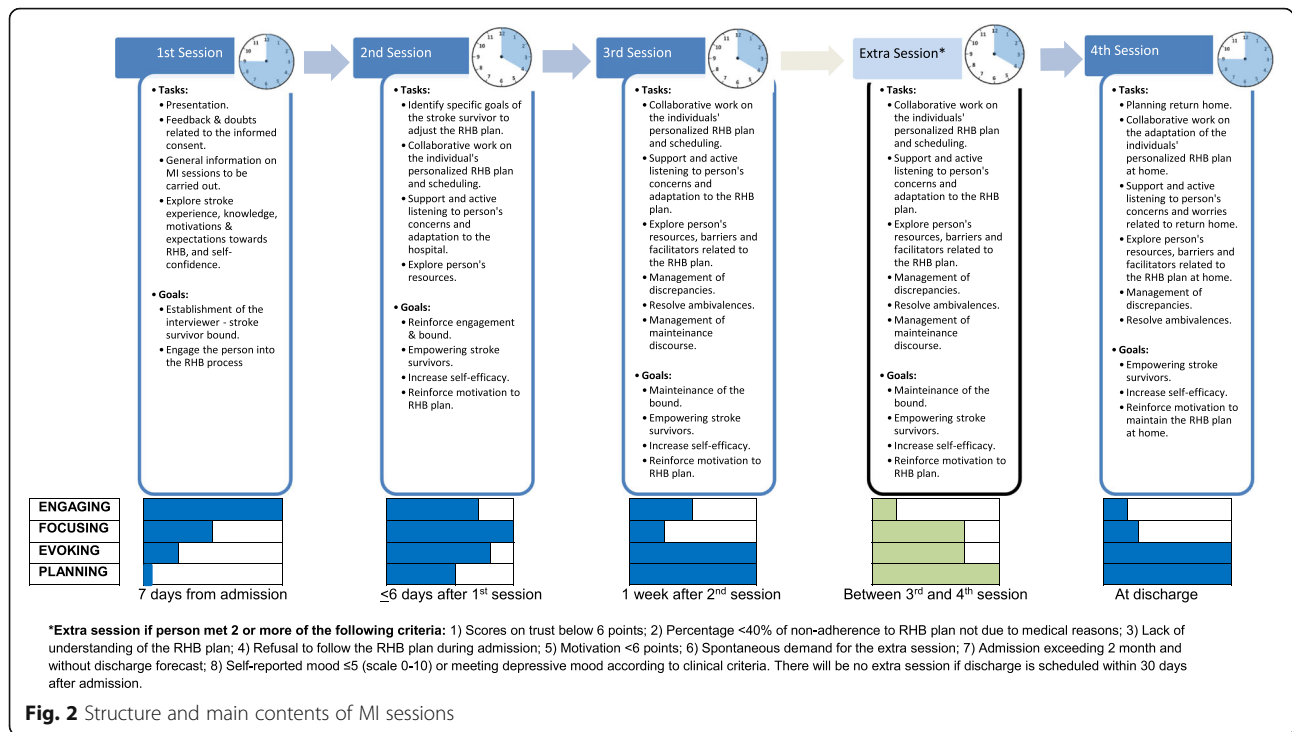 1st Session
2nd Session
3rd Session
Extra Session*
4th Session
• Tasks:
• Presentation.
• Feedback & doubts
related to the informed
consent.
• General information on
MI sessions to be
carried out.
• Explore stroke
experience, knowledge,
motivations &
expectations towards
RHB, and self-
confidence.
• Goals:
• Establishment of the
interviewer - stroke
survivor bound.
• Engage the person into
the RHB process
• Tasks:
• Identify specific goals of
the stroke survivor to
adjust the RHB plan.
• Collaborative work on
the individual's
personalized RHB plan
and scheduling.
• Support and active
listening to person's
concerns and
adaptation to the
hospital.
• Explore person's
resources.
• Goals:
• Reinforce engagement
& bound.
• Empowering stroke
survivors.
• Increase self-efficacy.
• Reinforce motivation to
RHB plan.
• Tasks:
• Collaborative work on
the individuals'
personalized RHB plan
and scheduling.
• Support and active
listening to person's
concerns and
adaptation to the RHB
plan.
• Explore person's
resources, barriers and
facilitators related to
the RHB plan.
• Management of
discrepancies.
• Resolve ambivalences.
• Management of
mainteinance
discourse.
• Goals:
• Mainteinance of the
bound.
• Empowering stroke
survivors.
• Increase self-efficacy.
• Reinforce motivation to
RHB plan.
• Tasks:
• Collaborative work on
the individuals'
personalized RHB plan
and scheduling.
• Support and active
listening to person's
concerns and
adaptation to the RHB
plan.
• Explore person's
resources, barriers and
facilitators related to
the RHB plan.
• Management of
discrepancies.
• Resolve ambivalences.
• Management of
mainteinance
discourse.
• Goals:
• Mainteinance of the
bound.
• Empowering stroke
survivors.
• Increase self-efficacy.
• Reinforce motivation to
RHB plan.
• Tasks:
• Planning return home.
• Collaborative work on
the adaptation of the
individuals'
personalized RHB plan
at home.
• Support and active
listening to person's
concerns and worries
related to return home.
• Explore person's
resources, barriers and
facilitators related to
the RHB plan at home.
• Management of
discrepancies.
• Resolve ambivalences.
• Goals:
• Empowering stroke
survivors.
• Increase self-efficacy.
• Reinforce motivation to
maintain the RHB plan
at home.
ENGAGING
FOCUSING
EVOKING
PLANNING
7 days from admission
≤6 days after 1st session
1 week after 2nd session
Between 3rd and 4th session
At discharge
*Extra session if person met 2 or more of the following criteria: 1) Scores on trust below 6 points; 2) Percentage <40% of non-adherence to RHB plan not due to medical reasons; 3) Lack of
understanding of the RHB plan; 4) Refusal to follow the RHB plan during admission; 5) Motivation <6 points; 6) Spontaneous demand for the extra session; 7) Admission exceeding 2 month and
without discharge forecast; 8) Self-reported mood ≤5 (scale 0-10) or meeting depressive mood according to clinical criteria. There will be no extra session if discharge is scheduled within 30 days
after admission.
Fig. 2 Structure and main contents of MI sessions